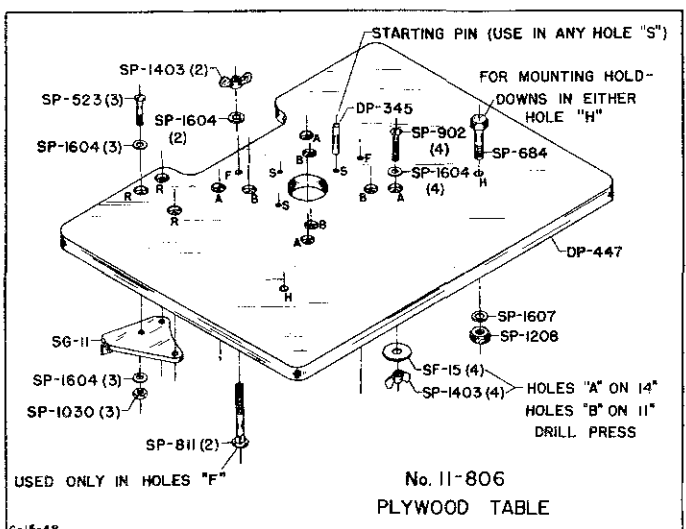 STARTING PIN (USE IN ANY HOLE "S")
SP-1403 (2)
FOR MOUNTING HOLD-
DOWNS IN EITHER
HOLE "H"
SP-523 (3)
DP-345
SP-1604
(2)
SP-902
(4)
SP-1604 (3)
SP-684
SP-1604
(4)
A
B
F
S
S
F
H
R
R
A
B
B
A
S
R
B
A
DP-447
H
SG-11
SP-1607
SP-1208
SP-1604 (3)
SF-15 (4)
SP-1030 (3)
SP-1403 (4)
HOLES "A" ON 14"
HOLES "B" ON 11"
DRILL PRESS
SP-811 (2)
USED ONLY IN HOLES "F"
No. 11-806
PLYWOOD TABLE